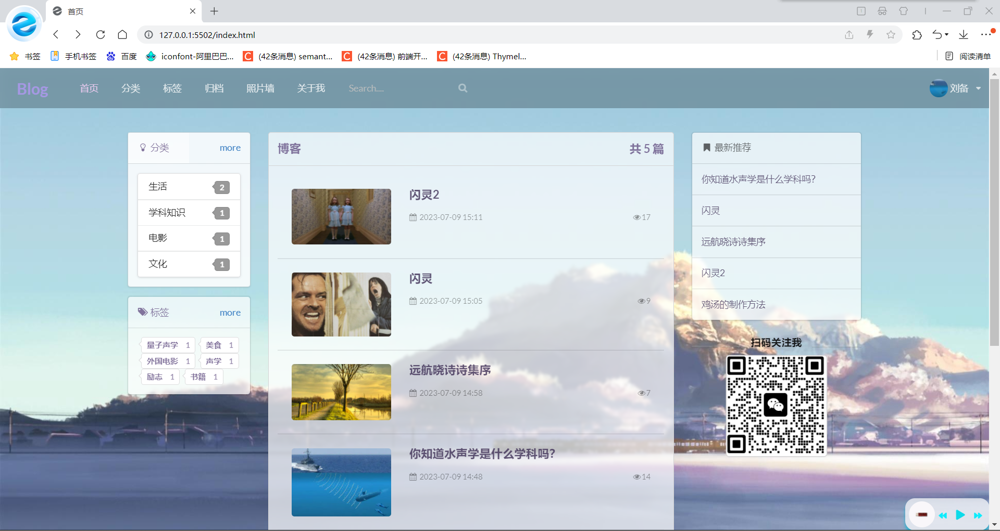 首页
127.0.0.1:5502/index.html
书签 手机书签 百度 iconfont-阿里巴巴... (42条消息) semant... (42条消息) 前端开... (42条消息) Thymel... 阅读清单
Blog 首页 分类 标签 归档 照片墙 关于我 Search.... 刘备
分类 more
生活 2
学科知识 1
电影 1
文化 1
标签 more
量子声学 1 美食 1
外国电影 1 声学 1
励志 1 书籍 1
博客 共 5 篇
闪灵2
2023-07-09 15:11 17
闪灵
2023-07-09 15:05 9
远航晓诗诗集序
2023-07-09 14:58 7
你知道水声学是什么学科吗?
2023-07-09 14:48 14
最新推荐
你知道水声学是什么学科吗?
闪灵
远航晓诗诗集序
闪灵2
鸡汤的制作方法
扫码关注我